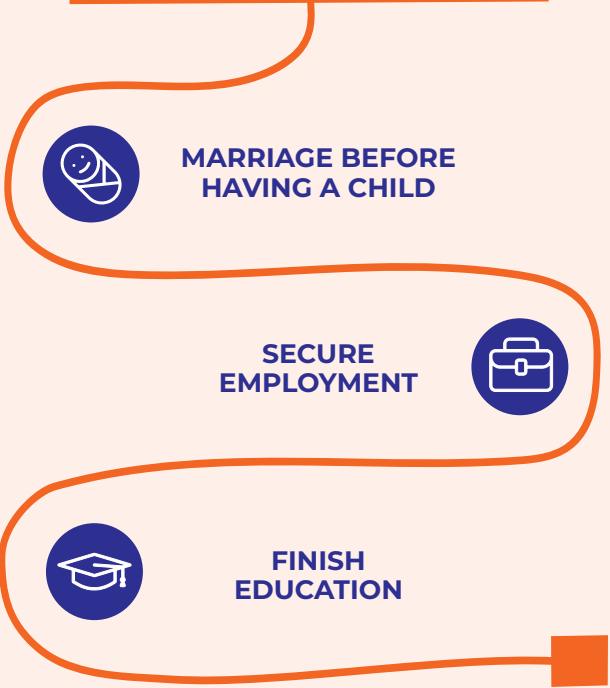 MARRIAGE BEFORE
HAVING A CHILD
SECURE
EMPLOYMENT
FINISH
EDUCATION